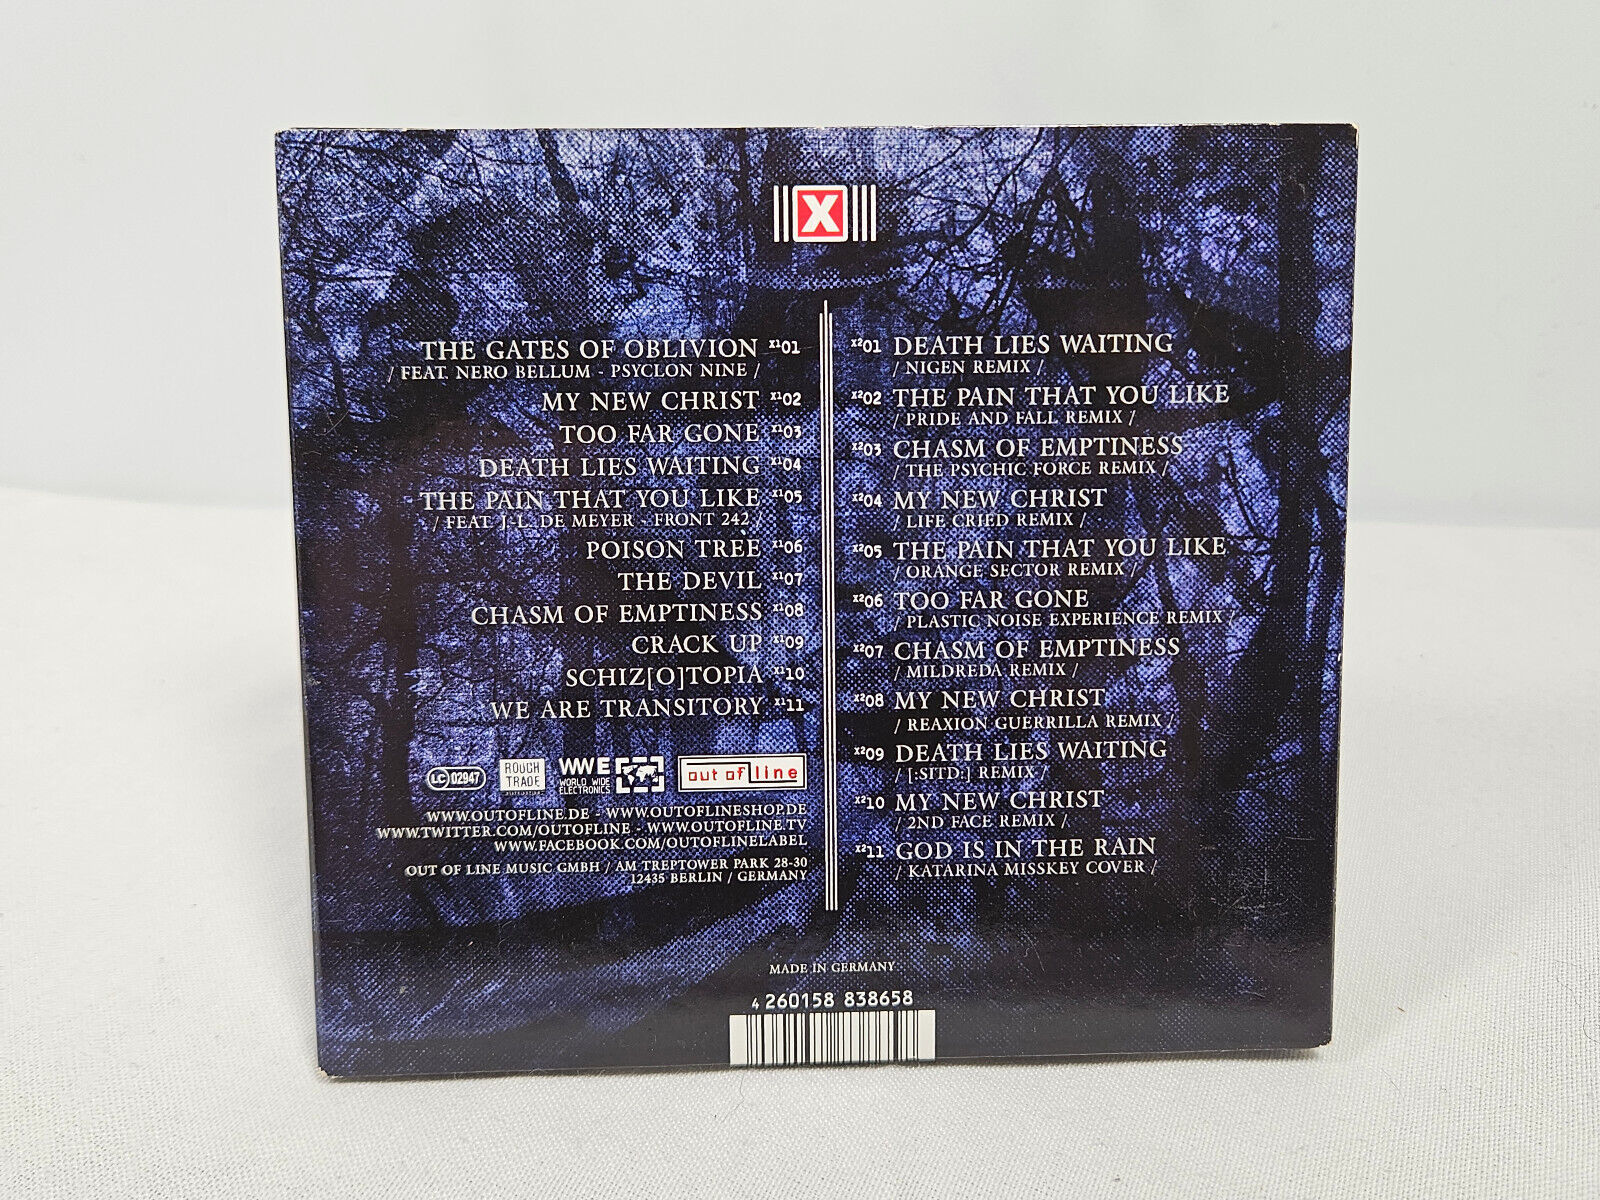 X
THE GATES OF OBLIVION X1 01
/ FEAT. NERO BELLUM - PSYCLON NINE /
MY NEW CHRIST X1 02
TOO FAR GONE X1 03
DEATH LIES WAITING X1 04
THE PAIN THAT YOU LIKE X1 05
/ FEAT. J-L. DE MEYER - FRONT 242 /
POISON TREE X1 06
THE DEVIL X1 07
CHASM OF EMPTINESS X1 08
CRACK UP X1 09
SCHIZ[O]TOPIA X1 10
WE ARE TRANSITORY X1 11
LC 02947
ROUGH
TRADE
DISTRIBUTION
WWE
WORLD WIDE
ELECTRONICS
out of line
WWW.OUTOFLINE.DE - WWW.OUTOFLINESHOP.DE
WWW.TWITTER.COM/OUTOFLINE - WWW.OUTOFLINE.TV
WWW.FACEBOOK.COM/OUTOFLINELABEL
OUT OF LINE MUSIC GMBH / AM TREPTOWER PARK 28-30
12435 BERLIN / GERMANY
X2 01 DEATH LIES WAITING
/ NIGEN REMIX /
X2 02 THE PAIN THAT YOU LIKE
/ PRIDE AND FALL REMIX /
X2 03 CHASM OF EMPTINESS
/ THE PSYCHIC FORCE REMIX /
X2 04 MY NEW CHRIST
/ LIFE CRIED REMIX /
X2 05 THE PAIN THAT YOU LIKE
/ ORANGE SECTOR REMIX /
X2 06 TOO FAR GONE
/ PLASTIC NOISE EXPERIENCE REMIX /
X2 07 CHASM OF EMPTINESS
/ MILDREDA REMIX /
X2 08 MY NEW CHRIST
/ REAXION GUERRILLA REMIX /
X2 09 DEATH LIES WAITING
/ [:SITD:] REMIX /
X2 10 MY NEW CHRIST
/ 2ND FACE REMIX /
X2 11 GOD IS IN THE RAIN
/ KATARINA MISSKEY COVER /
MADE IN GERMANY
4 260158 838658